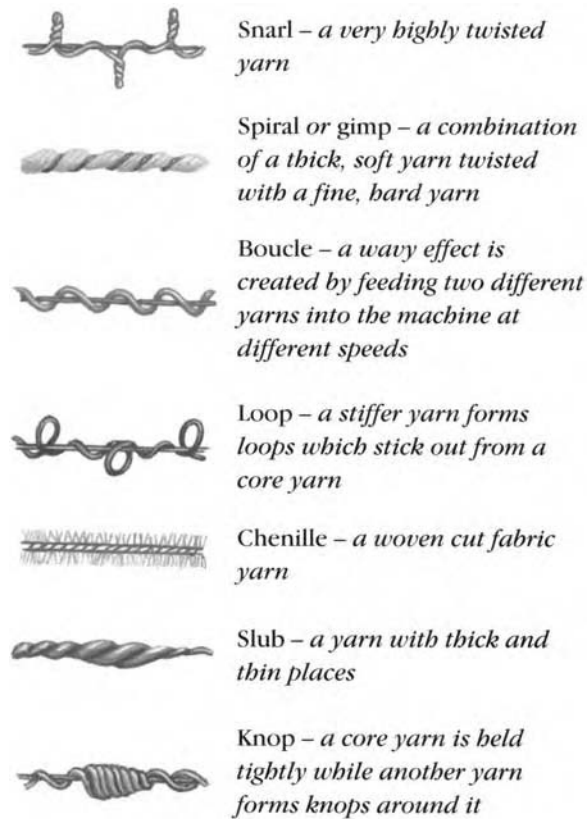 Snarl – a very highly twisted
yarn
Spiral or gimp – a combination
of a thick, soft yarn twisted
with a fine, hard yarn
Boucle – a wavy effect is
created by feeding two different
yarns into the machine at
different speeds
Loop – a stiffer yarn forms
loops which stick out from a
core yarn
Chenille – a woven cut fabric
yarn
Slub – a yarn with thick and
thin places
Knop – a core yarn is held
tightly while another yarn
forms knops around it